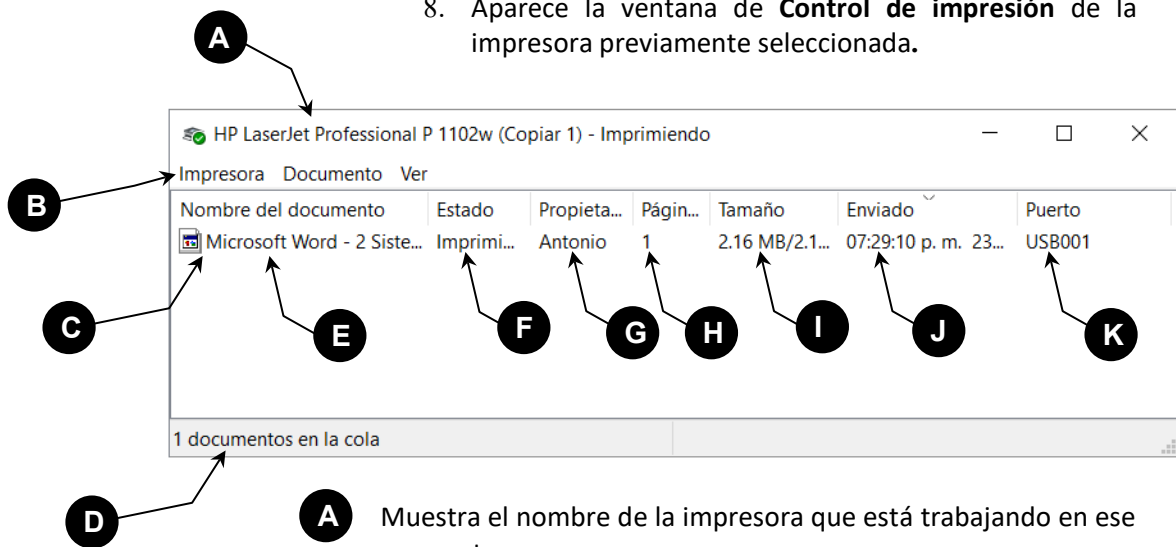 8. Aparece la ventana de Control de impresión de la
impresora previamente seleccionada.
A
HP LaserJet Professional P 1102w (Copiar 1) - Imprimiendo
B
Impresora Documento Ver
Nombre del documento Estado Propieta... Págin... Tamaño Enviado Puerto
Microsoft Word - 2 Siste... Imprimi... Antonio 1 2.16 MB/2.1... 07:29:10 p. m. 23... USB001
C E F G H I J K
1 documentos en la cola
D
A Muestra el nombre de la impresora que está trabajando en ese